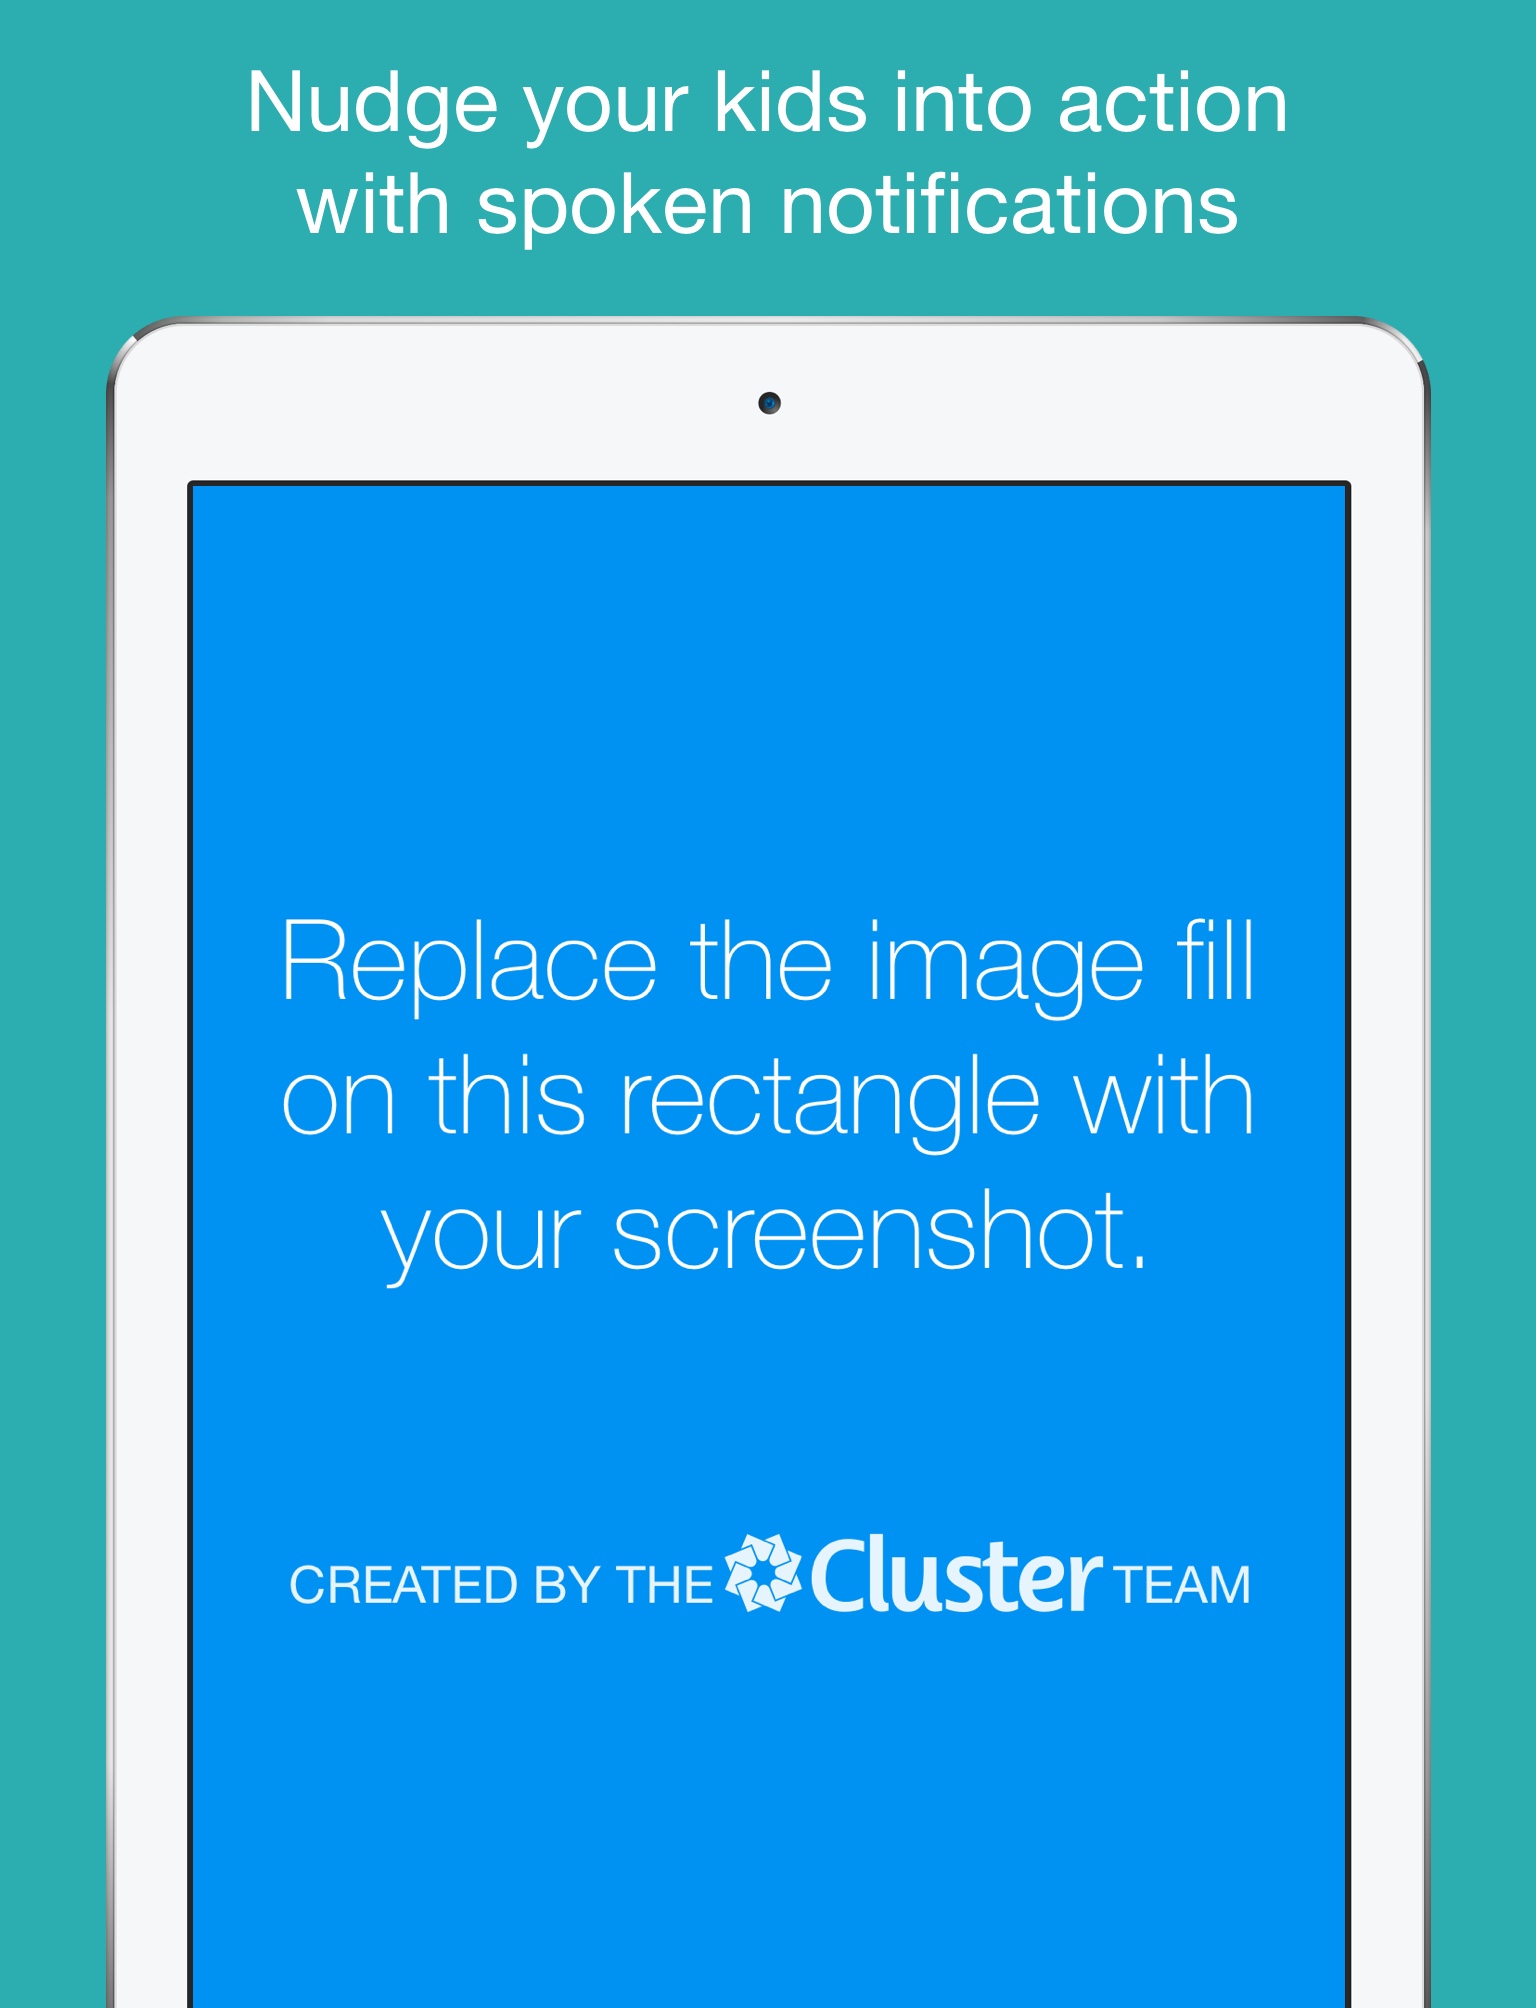 Nudge your kids into action
with spoken notifications
Replace the image fill
on this rectangle with
your screenshot.
CREATED BY THE Cluster TEAM